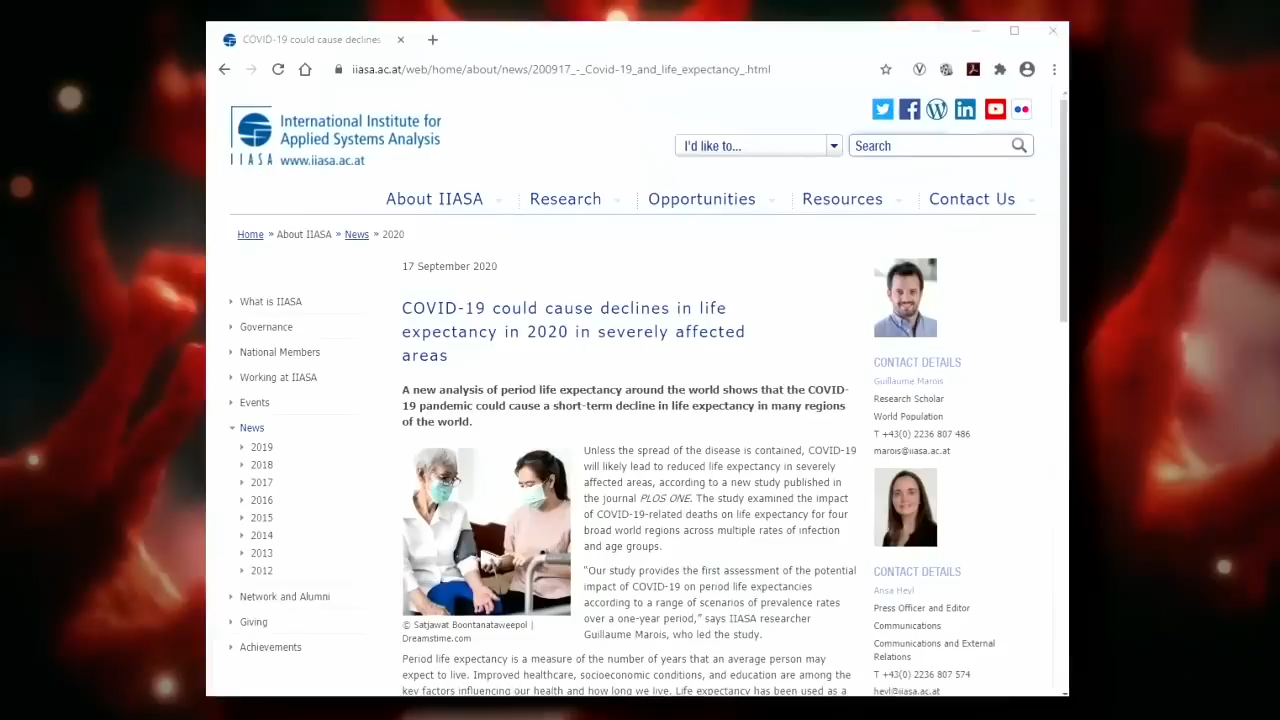 COVID-19 could cause declines
iiasa.ac.at/web/home/about/news/200917_-_Covid-19_and_life_expectancy_.html
International Institute for
Applied Systems Analysis
IIASA www.iiasa.ac.at
I'd like to...
Search
About IIASA
Research
Opportunities
Resources
Contact Us
Home » About IIASA » News » 2020
What is IIASA
Governance
National Members
Working at IIASA
Events
News
2019
2018
2017
2016
2015
2014
2013
2012
Network and Alumni
Giving
Achievements
17 September 2020
COVID-19 could cause declines in life
expectancy in 2020 in severely affected
areas
A new analysis of period life expectancy around the world shows that the COVID-
19 pandemic could cause a short-term decline in life expectancy in many regions
of the world.
© Satjawat Boontanataweepol |
Dreamstime.com
Unless the spread of the disease is contained, COVID-19
will likely lead to reduced life expectancy in severely
affected areas, according to a new study published in
the journal PLOS ONE. The study examined the impact
of COVID-19-related deaths on life expectancy for four
broad world regions across multiple rates of infection
and age groups.
"Our study provides the first assessment of the potential
impact of COVID-19 on period life expectancies
according to a range of scenarios of prevalence rates
over a one-year period," says IIASA researcher
Guillaume Marois, who led the study.
Period life expectancy is a measure of the number of years that an average person may
expect to live. Improved healthcare, socioeconomic conditions, and education are among the
key factors influencing our health and how long we live. Life expectancy has been used as a
CONTACT DETAILS
Guillaume Marois
Research Scholar
World Population
T +43(0) 2236 807 486
marois@iiasa.ac.at
CONTACT DETAILS
Ansa Heyl
Press Officer and Editor
Communications
Communications and External
Relations
T +43(0) 2236 807 574
heyl@iiasa.ac.at